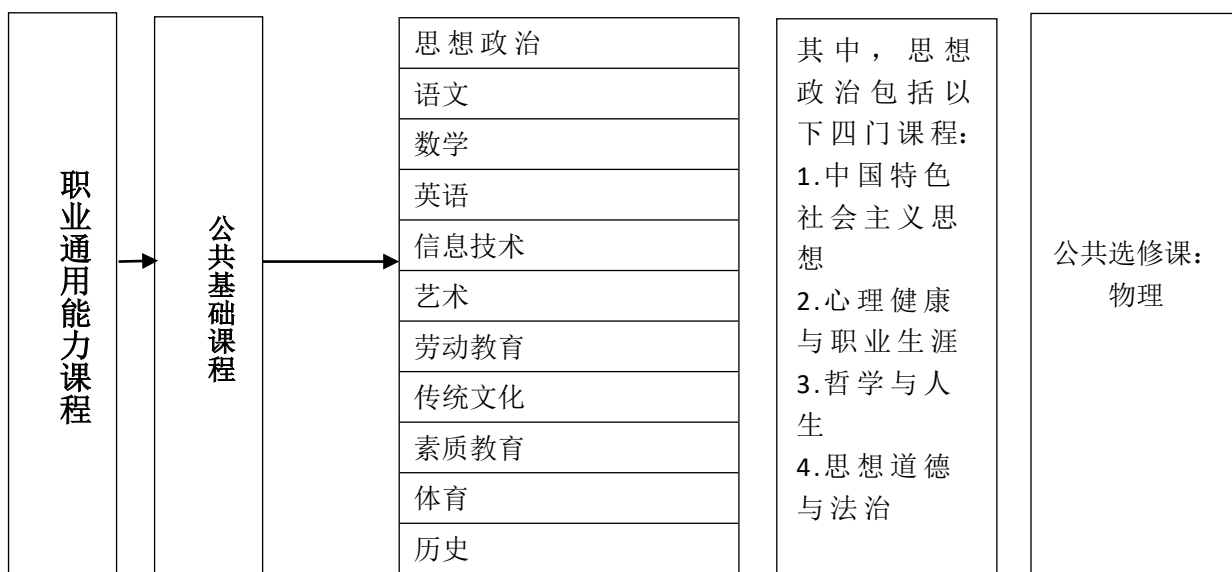 职业通用能力课程
公共基础课程
思想政治
语文
数学
英语
信息技术
艺术
劳动教育
传统文化
素质教育
体育
历史
其中，思想
政治包括以
下四门课程：
1.中国特色
社会主义思
想
2.心理健康
与职业生涯
3.哲学与人
生
4.思想道德
与法治
公共选修课：
物理